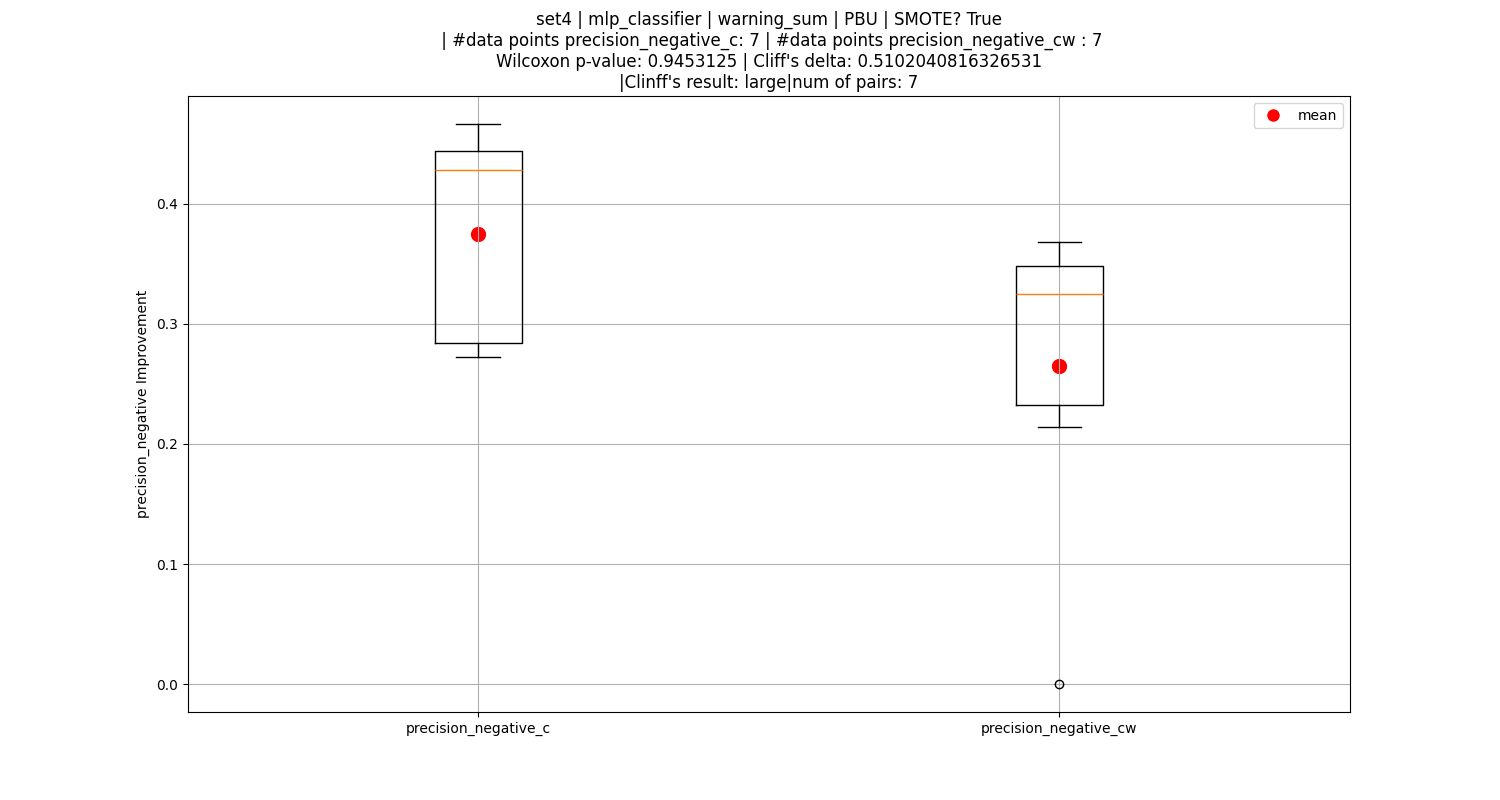 set4 | mlp_classifier | warning_sum | PBU | SMOTE? True
| #data points precision_negative_c: 7 | #data points precision_negative_cw : 7
Wilcoxon p-value: 0.9453125 | Cliff's delta: 0.5102040816326531
|Clinff's result: large|num of pairs: 7
mean
0.4
0.3
0.2
0.1
0.0
precision_negative Improvement
precision_negative_c
precision_negative_cw